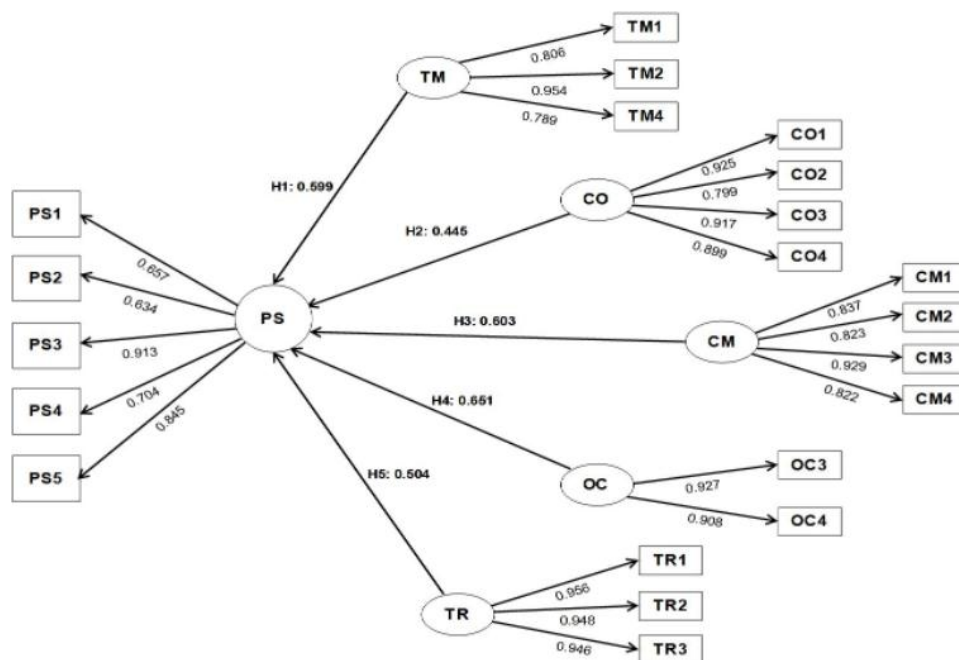 TM1
0.806
TM
TM2
0.954
TM4
0.789
CO1
0.925
CO2
H1: 0.599
0.799
CO
PS1
CO3
0.917
H2: 0.445
0.899
CO4
0.657
PS2
CM1
0.837
0.634
PS
CM2
H3: 0.603
0.823
PS3
CM
CM3
0.913
0.929
0.822
H4: 0.651
CM4
PS4
0.704
0.845
OC3
PS5
H5: 0.504
OC
0.927
OC4
0.908
TR1
0.956
TR
TR2
0.948
TR3
0.946